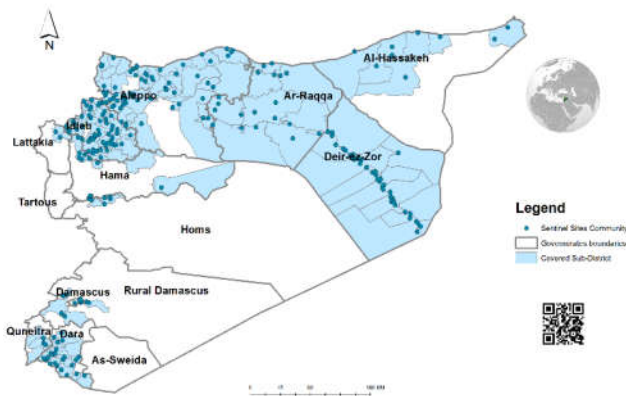 N
Al-Hassakeh
Aleppo
Ar-Raqqa
Idleb
Lattakia
Deir-ez-Zor
Hama
Tartous
Homs
Legend
Sentinel Sites Community
Governorates boundaries
Covered Sub-District
Damascus
Rural Damascus
Quneitra
Dara
As-Sweida
0